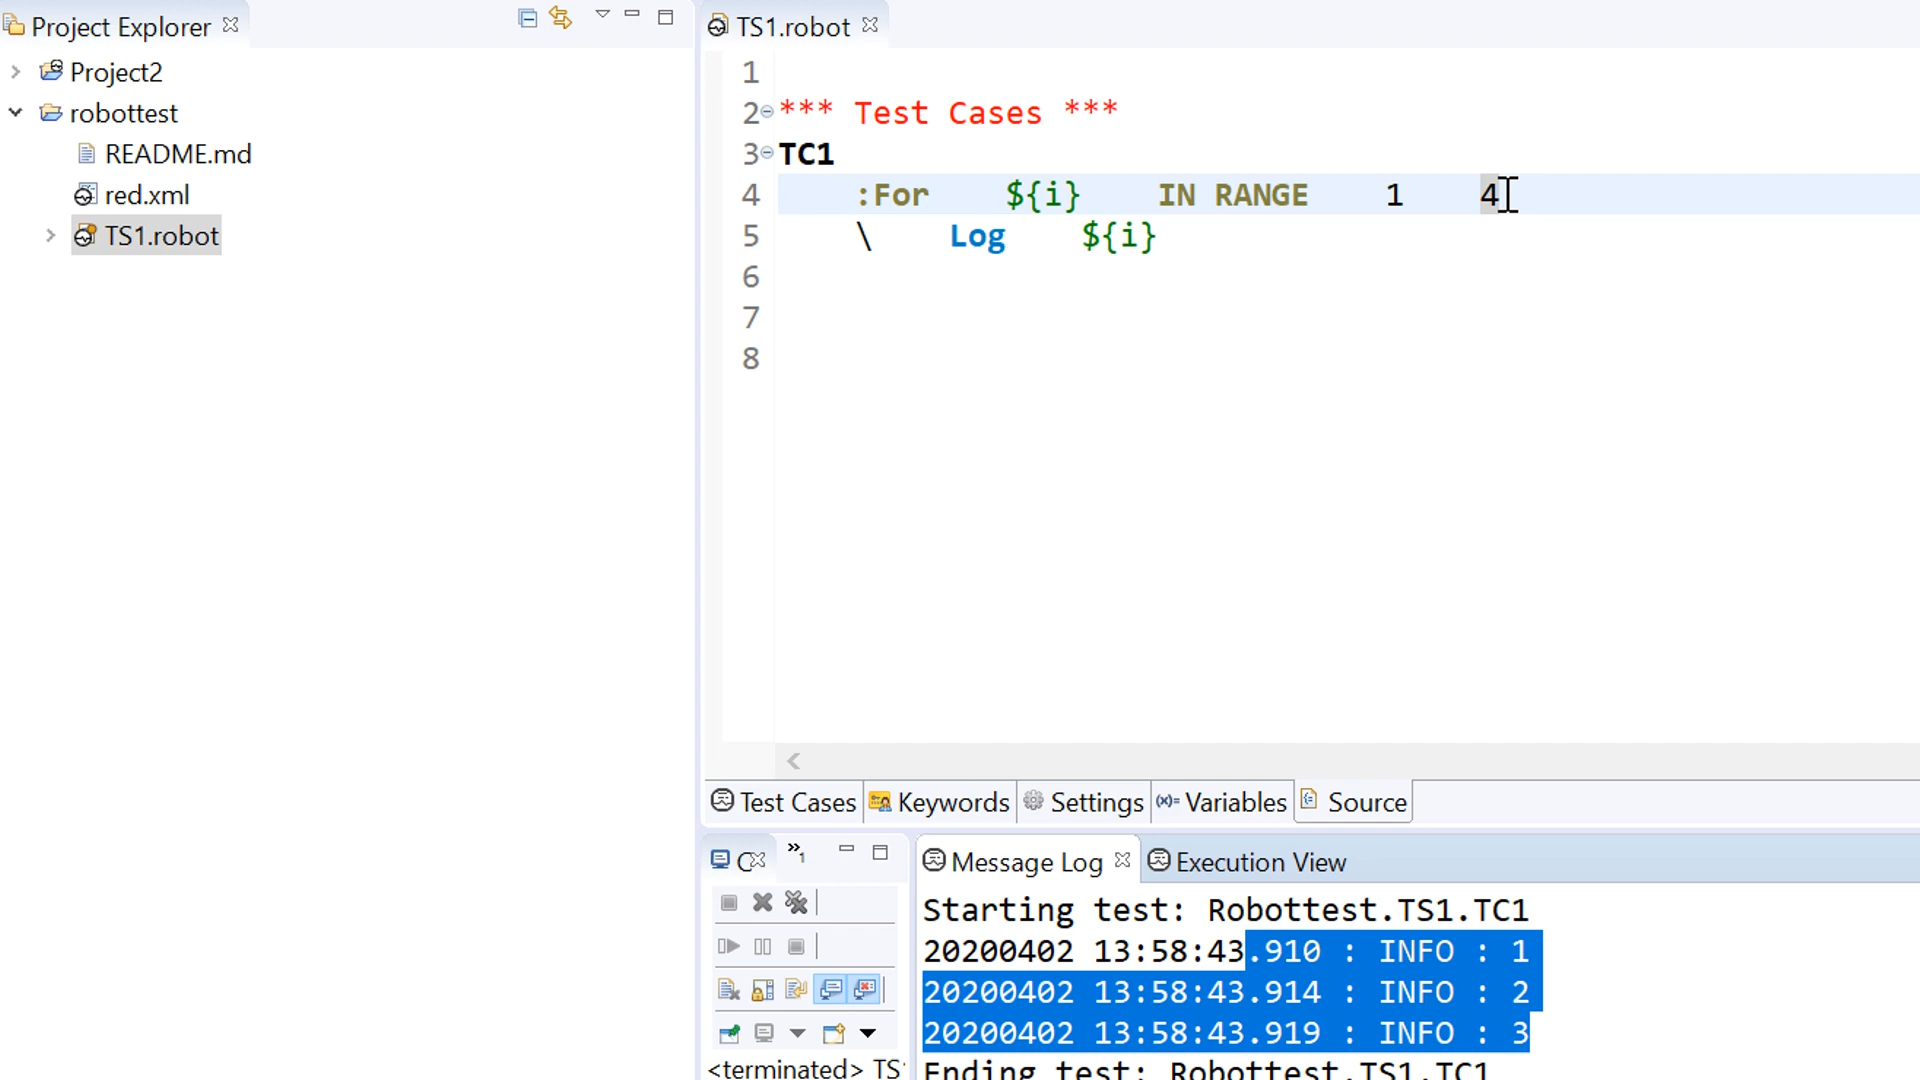 Project Explorer
Project2
robottest
README.md
red.xml
TS1.robot
TS1.robot
1
2 *** Test Cases ***
3 TC1
4 :For ${i} IN RANGE 1 4
5 \ Log ${i}
6
7
8
Test Cases Keywords Settings Variables Source
C »1
Message Log Execution View
Starting test: Robottest.TS1.TC1
20200402 13:58:43.910 : INFO : 1
20200402 13:58:43.914 : INFO : 2
20200402 13:58:43.919 : INFO : 3
Ending test: Robottest.TS1.TC1
<terminated> TS